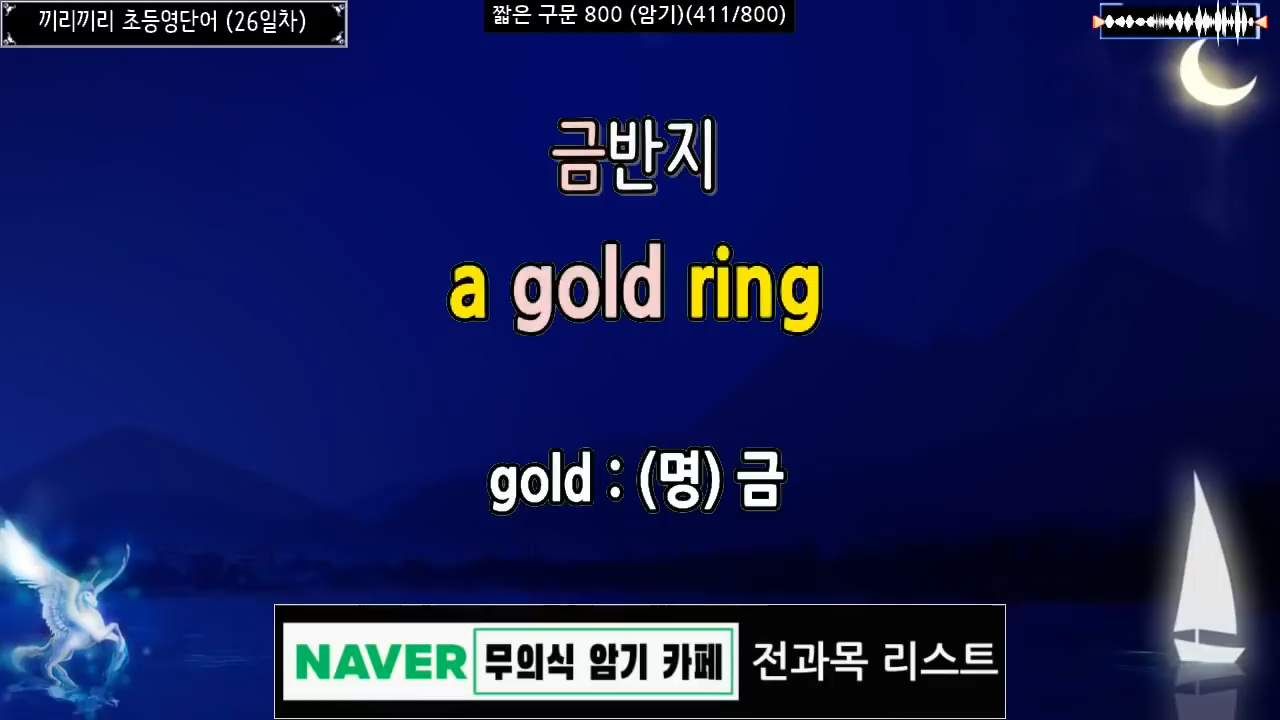 끼리끼리 초등영단어 (26일차)
짧은 구문 800 (암기)(411/800)
금반지
a gold ring
gold : (명) 금
NAVER 무의식 암기 카페 전과목 리스트